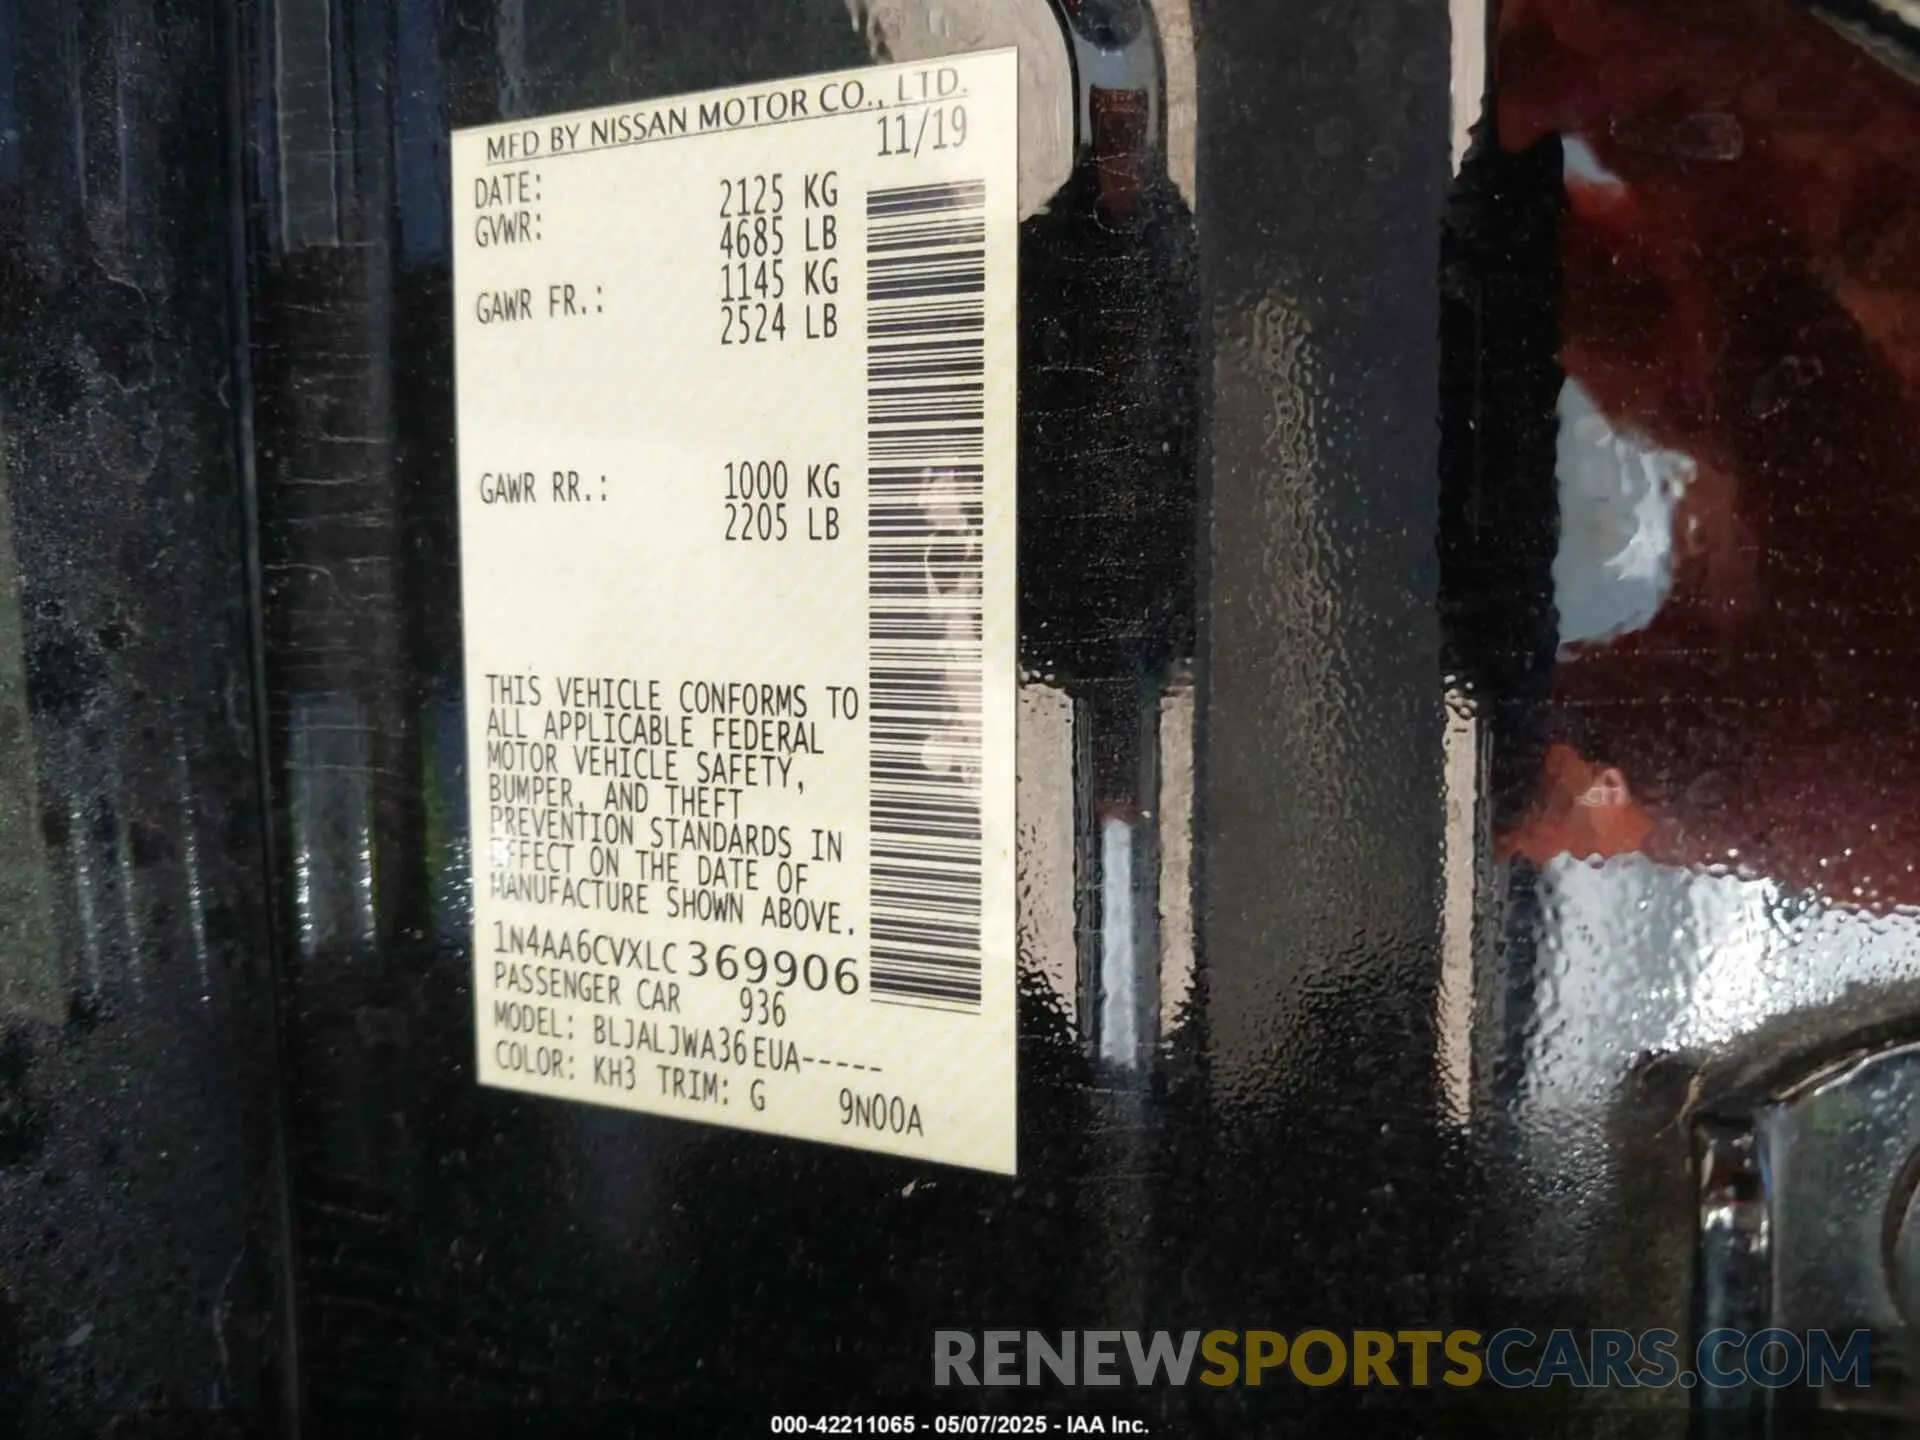 MFD BY NISSAN MOTOR CO., LTD.
DATE: 11/19
GVWR: 2125 KG
4685 LB
GAWR FR.: 1145 KG
2524 LB
GAWR RR.: 1000 KG
2205 LB
THIS VEHICLE CONFORMS TO
ALL APPLICABLE FEDERAL
MOTOR VEHICLE SAFETY,
BUMPER, AND THEFT
PREVENTION STANDARDS IN
EFFECT ON THE DATE OF
MANUFACTURE SHOWN ABOVE.
1N4AA6CVXLC369906
PASSENGER CAR 936
MODEL: BLJALJWA36EUA-----
COLOR: KH3 TRIM: G 9N00A
RENEWSPORTSCARS.COM
000-42211065 - 05/07/2025 - IAA Inc.